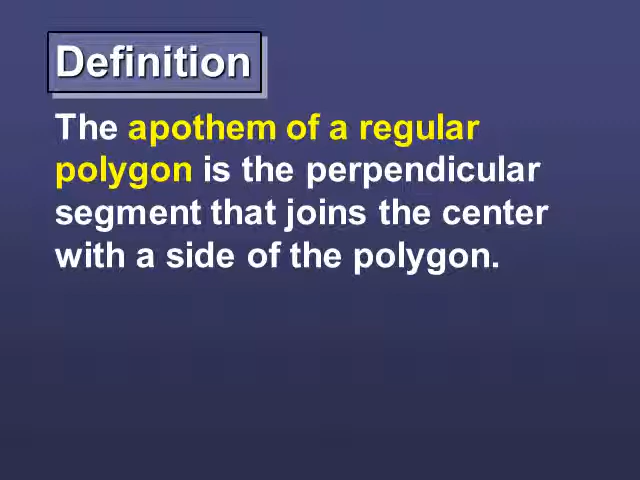 Definition
The apothem of a regular
polygon is the perpendicular
segment that joins the center
with a side of the polygon.